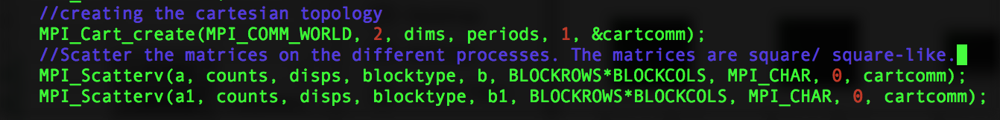 //creating the cartesian topology
MPI_Cart_create(MPI_COMM_WORLD, 2, dims, periods, 1, &cartcomm);
//Scatter the matrices on the different processes. The matrices are square/ square-like.
MPI_Scatterv(a, counts, disps, blocktype, b, BLOCKROWS*BLOCKCOLS, MPI_CHAR, 0, cartcomm);
MPI_Scatterv(a1, counts, disps, blocktype, b1, BLOCKROWS*BLOCKCOLS, MPI_CHAR, 0, cartcomm);